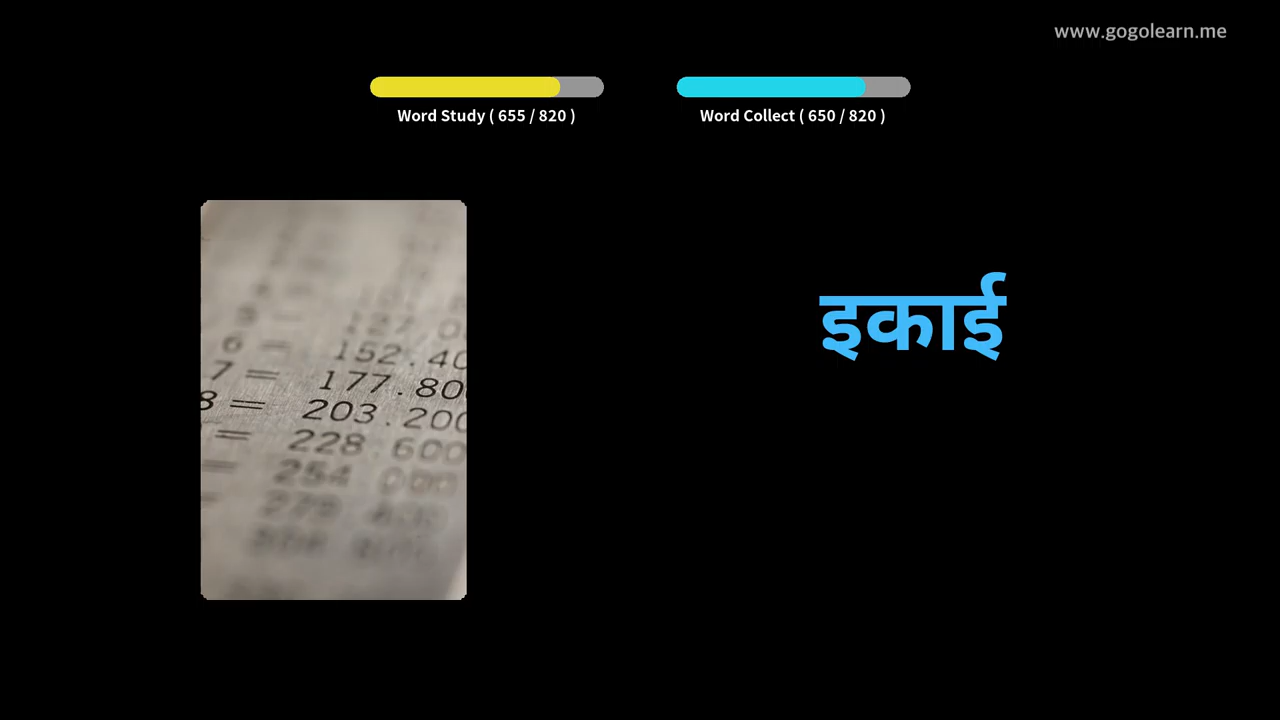 www.gogolearn.me
Word Study ( 655 / 820 )
Word Collect ( 650 / 820 )
इकाई
6 = 152.40
7 = 177.80
8 = 203.200
= 228.600
= 254